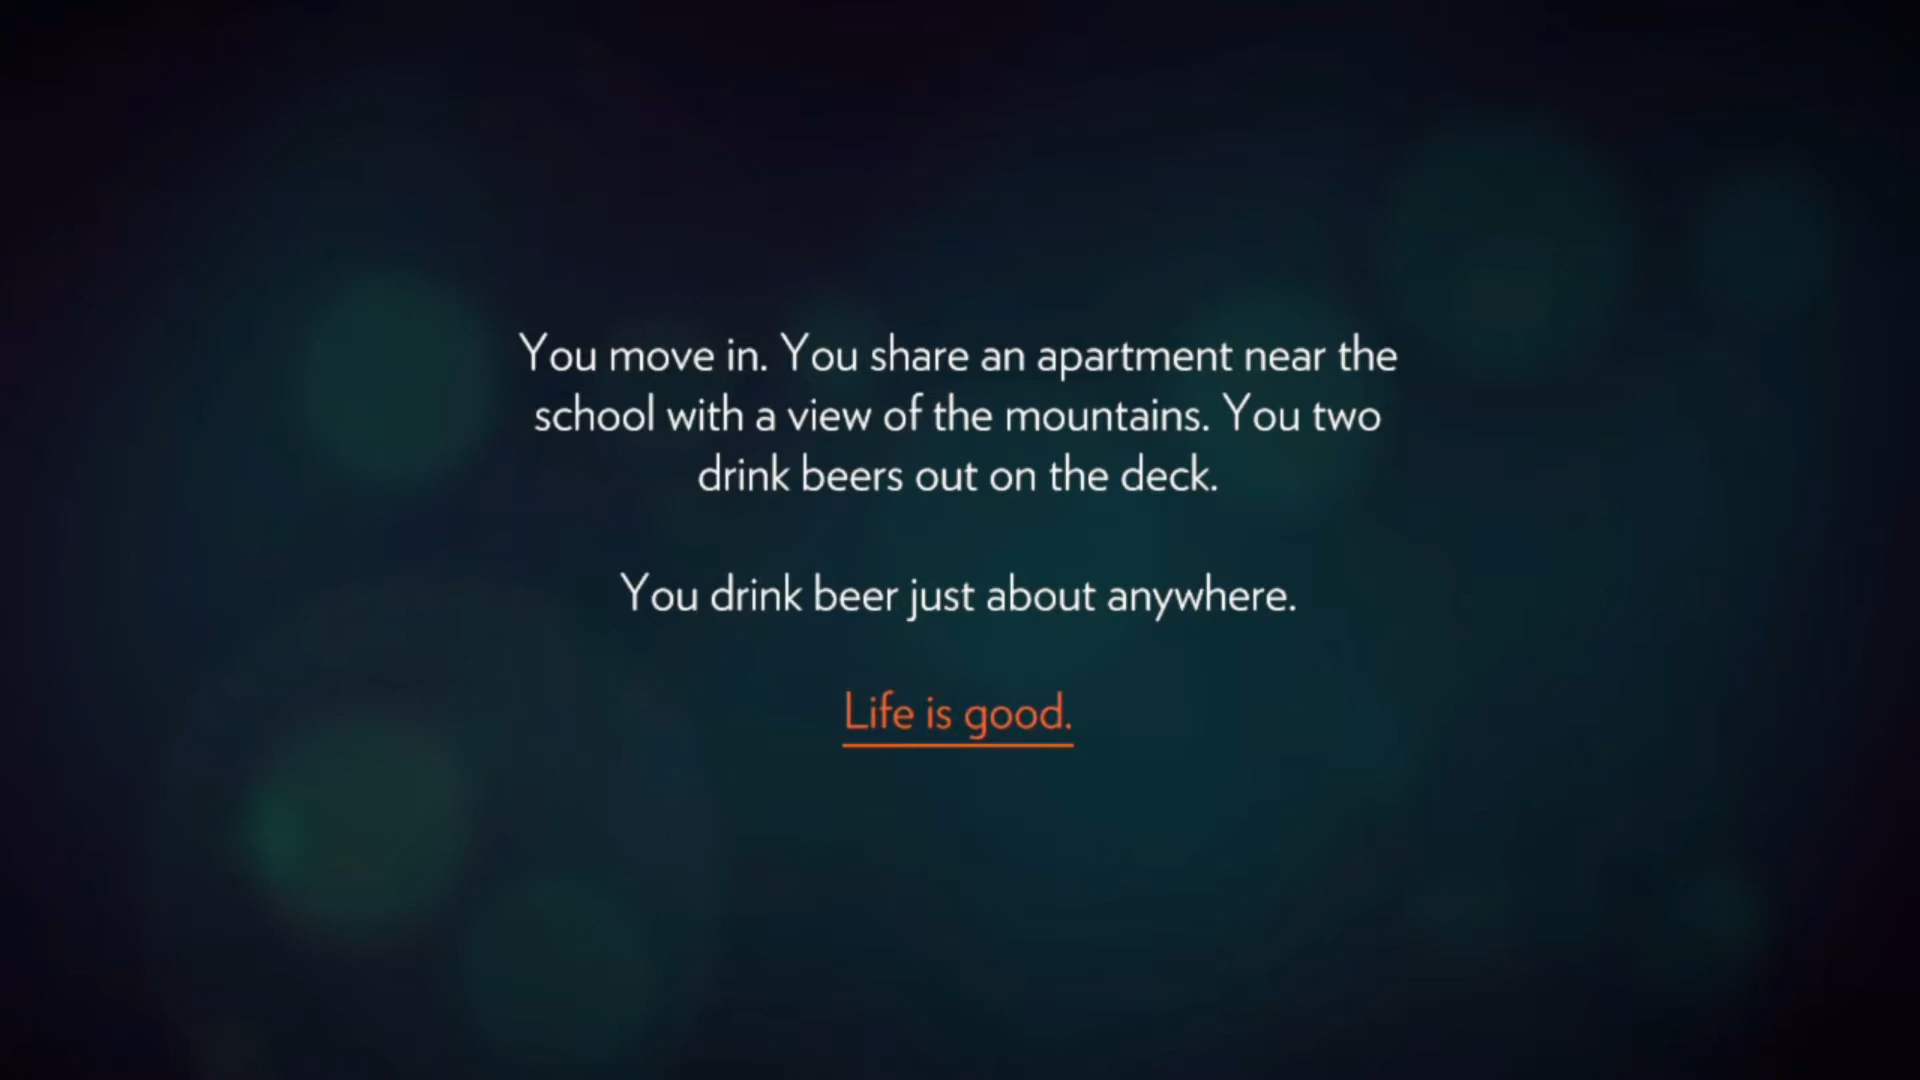 You move in. You share an apartment near the
school with a view of the mountains. You two
drink beers out on the deck.
You drink beer just about anywhere.
Life is good.